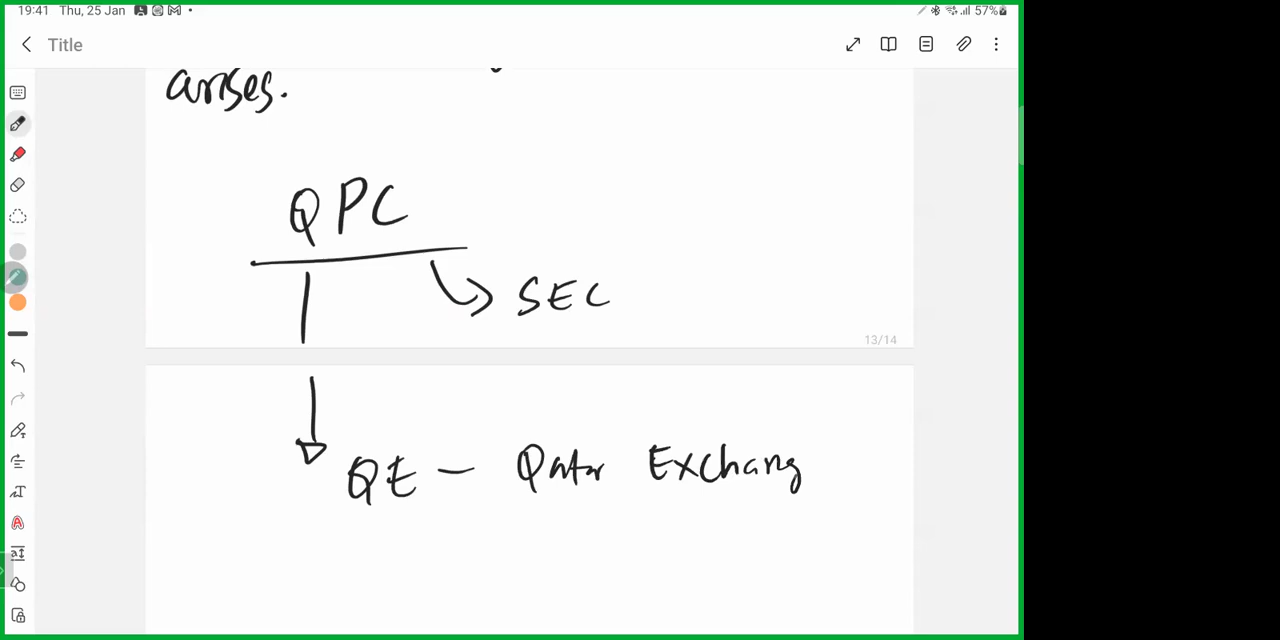 19:41 Thu, 25 Jan
57%
Title
arises.
QPC
SEC
13/14
QE - Qatar Exchang